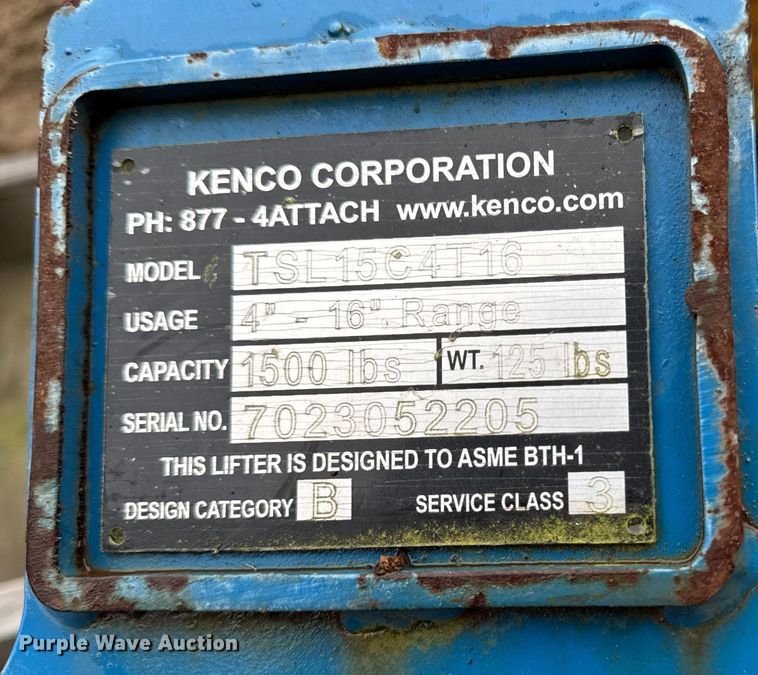 KENCO CORPORATION
PH: 877 - 4ATTACH www.kenco.com
MODEL TSL15C4T16
USAGE 4" - 16" Range
CAPACITY 1500 lbs WT. 125 lbs
SERIAL NO. 7023052205
THIS LIFTER IS DESIGNED TO ASME BTH-1
DESIGN CATEGORY B SERVICE CLASS 3
Purple Wave Auction